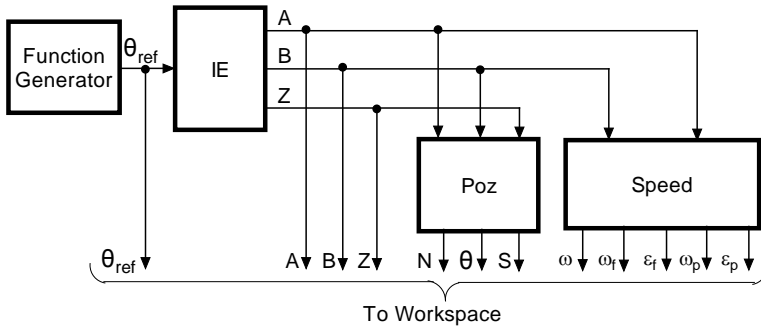 Function
Generator
θref
IE
A
B
Z
Poz
Speed
θref
A
B
Z
N
θ
S
ω
ωf
εf
ωp
εp
To Workspace